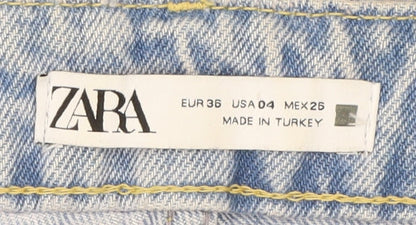 ZARA
EUR 36 USA 04 MEX 26
MADE IN TURKEY